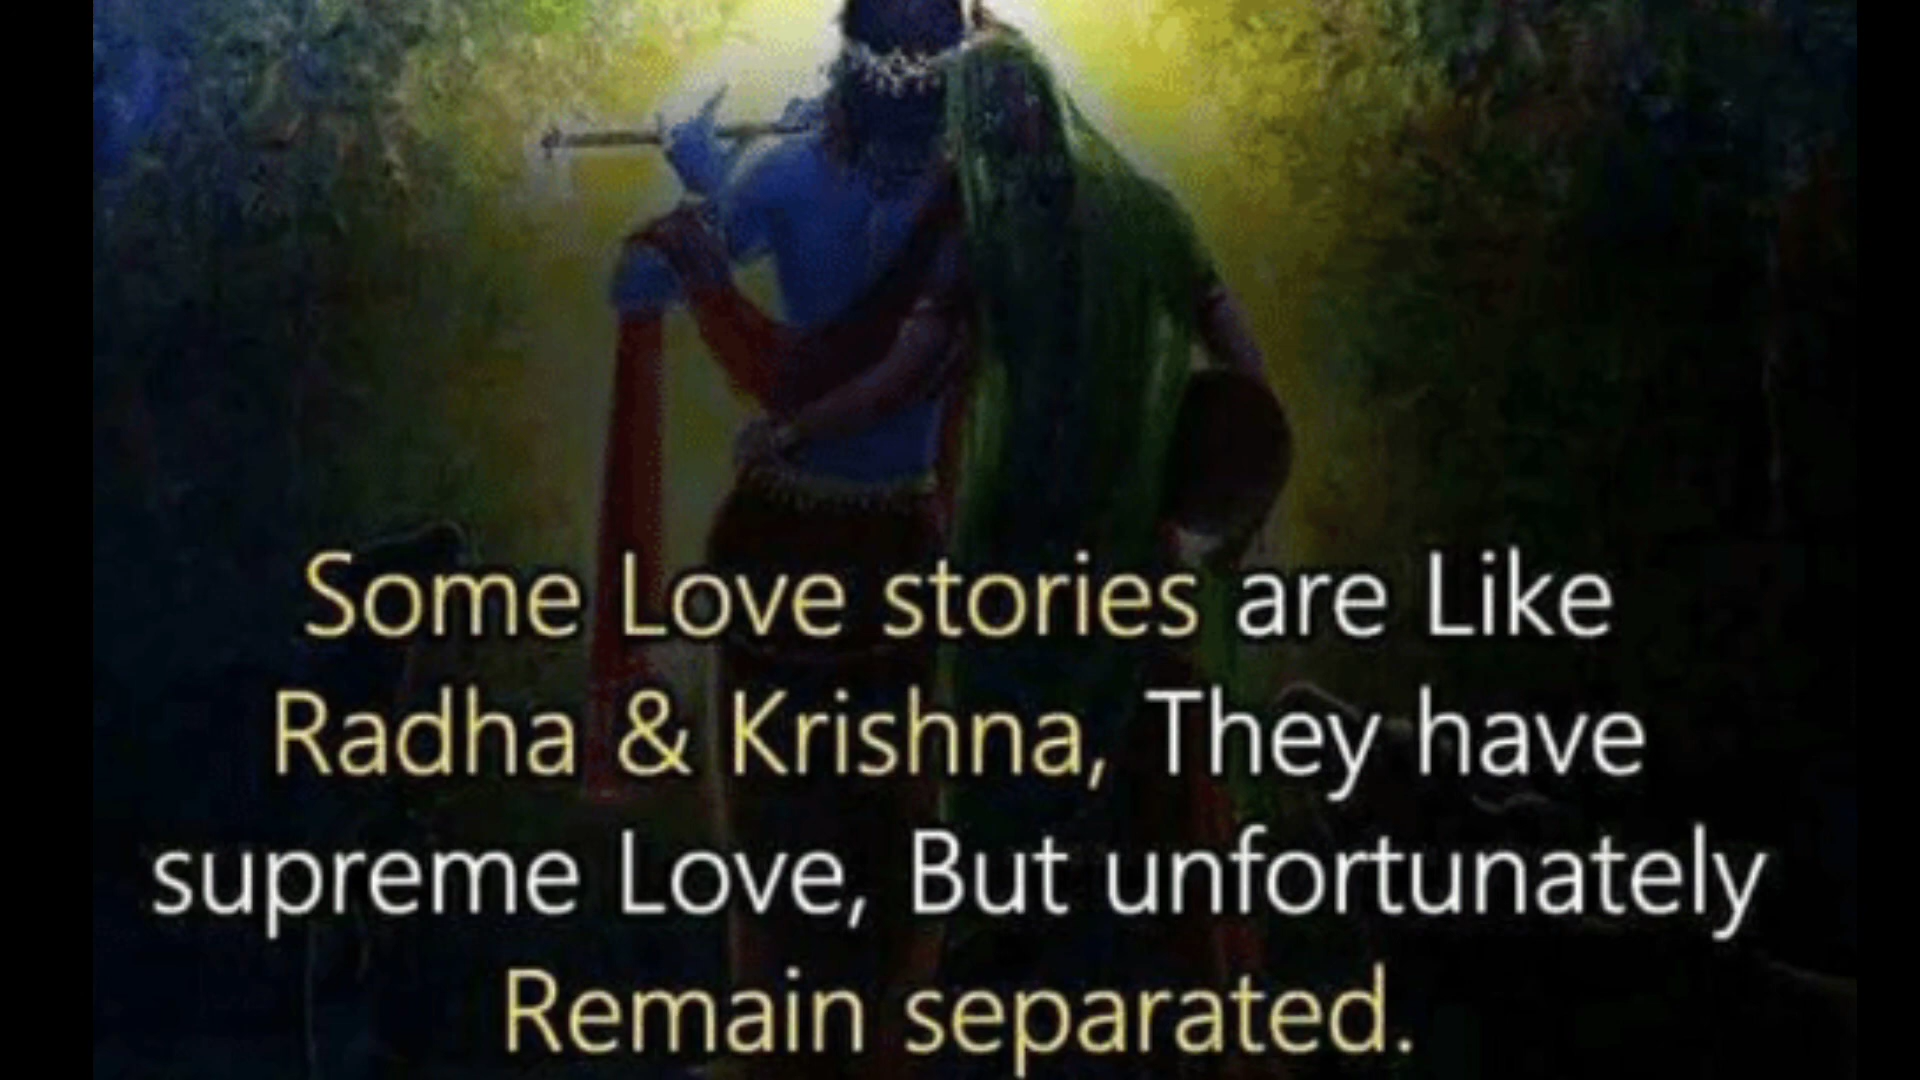 Some Love stories are Like
Radha & Krishna, They have
supreme Love, But unfortunately
Remain separated.